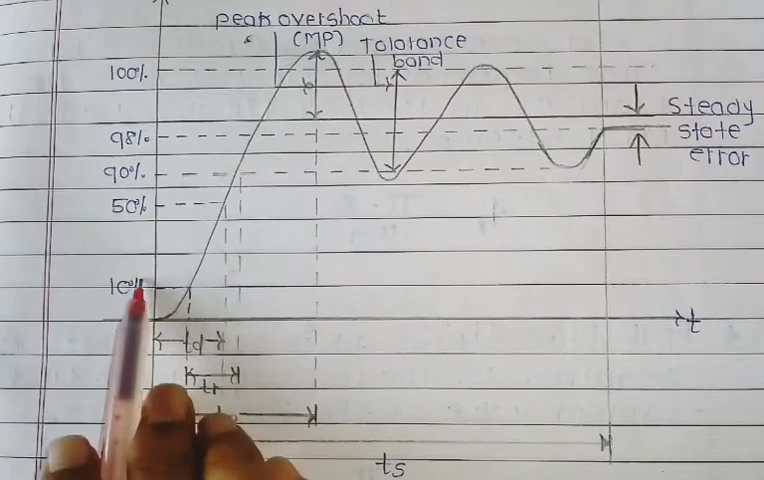 peak overshoot
(MP)
Tolorance
band
100%
98%
90%
50%
10%
steady
state
error
t
td
tr
ts